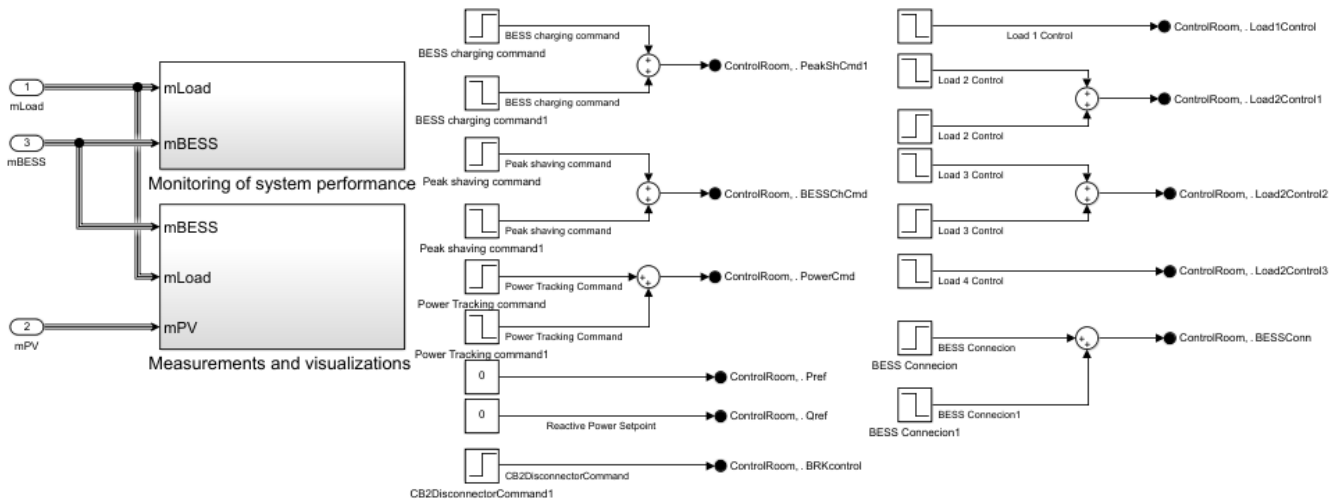 1
mLoad
3
mBESS
2
mPV
mLoad
mBESS
Monitoring of system performance
mBESS
mLoad
mPV
Measurements and visualizations
BESS charging command
BESS charging command
ControlRoom, . PeakShCmd1
BESS charging command
BESS charging command1
Peak shaving command
Peak shaving command
ControlRoom, . BESSChCmd
Peak shaving command
Peak shaving command1
Power Tracking Command
Power Tracking command
ControlRoom, . PowerCmd
Power Tracking Command
Power Tracking command1
0
ControlRoom, . Pref
0
Reactive Power Setpoint
ControlRoom, . Qref
CB2DisconnectorCommand
CB2DisconnectorCommand1
ControlRoom, . BRKcontrol
Load 1 Control
ControlRoom, . Load1Control
Load 2 Control
ControlRoom, . Load2Control1
Load 2 Control
Load 3 Control
ControlRoom, . Load2Control2
Load 3 Control
Load 4 Control
ControlRoom, . Load2Control3
BESS Connecion
BESS Connecion
ControlRoom, . BESSConn
BESS Connecion1
BESS Connecion1